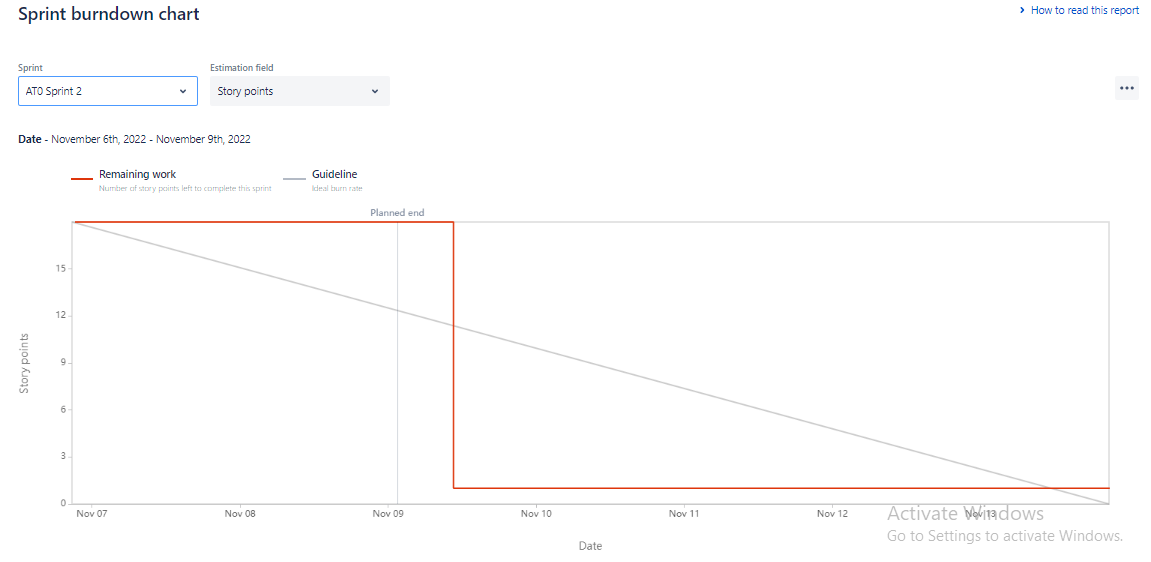 Sprint burndown chart
How to read this report
Sprint
Estimation field
AT0 Sprint 2
Story points
Date - November 6th, 2022 - November 9th, 2022
Remaining work
Number of story points left to complete this sprint
Guideline
Ideal burn rate
Planned end
15
12
9
6
3
0
Story points
Nov 07
Nov 08
Nov 09
Nov 10
Nov 11
Nov 12
Nov 13
Date
Activate Windows
Go to Settings to activate Windows.